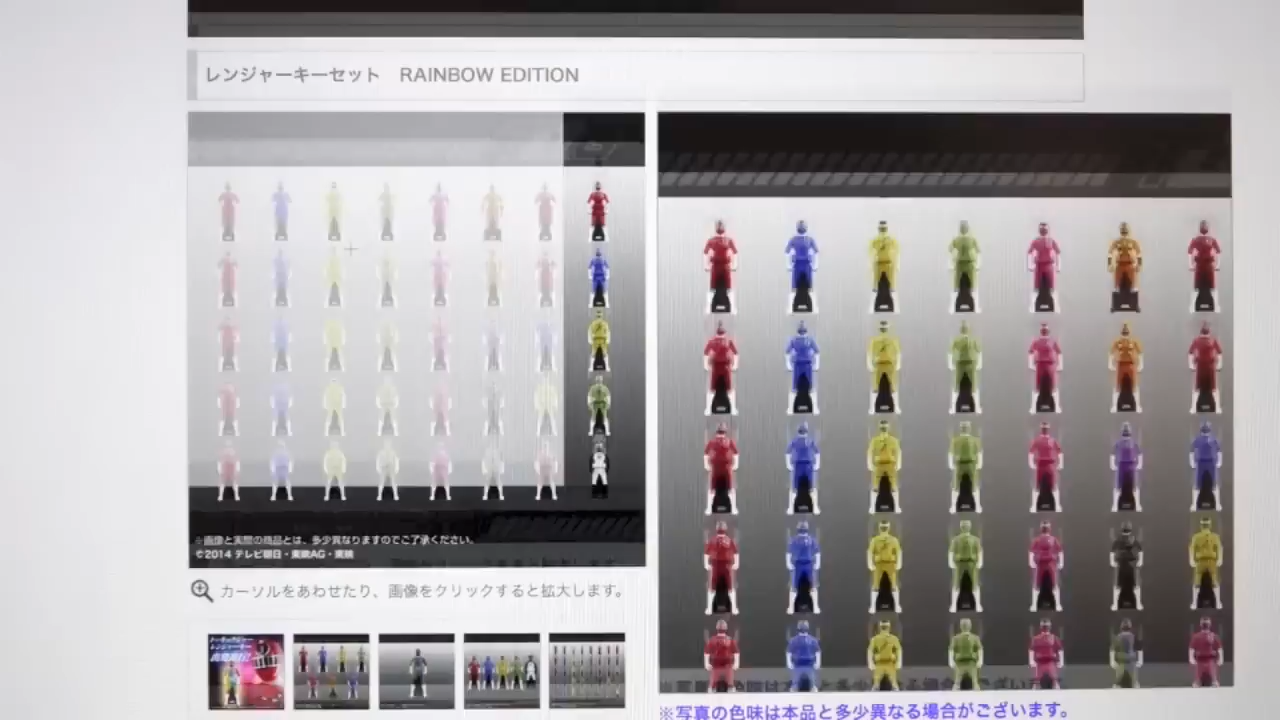 レンジャーキーセット RAINBOW EDITION
※画像と実際の商品とは、多少異なりますのでご了承ください。
©2014 テレビ朝日・東映AG・東映
カーソルをあわせたり、画像をクリックすると拡大します。
※写真の色味は本品と多少異なる場合がございます。